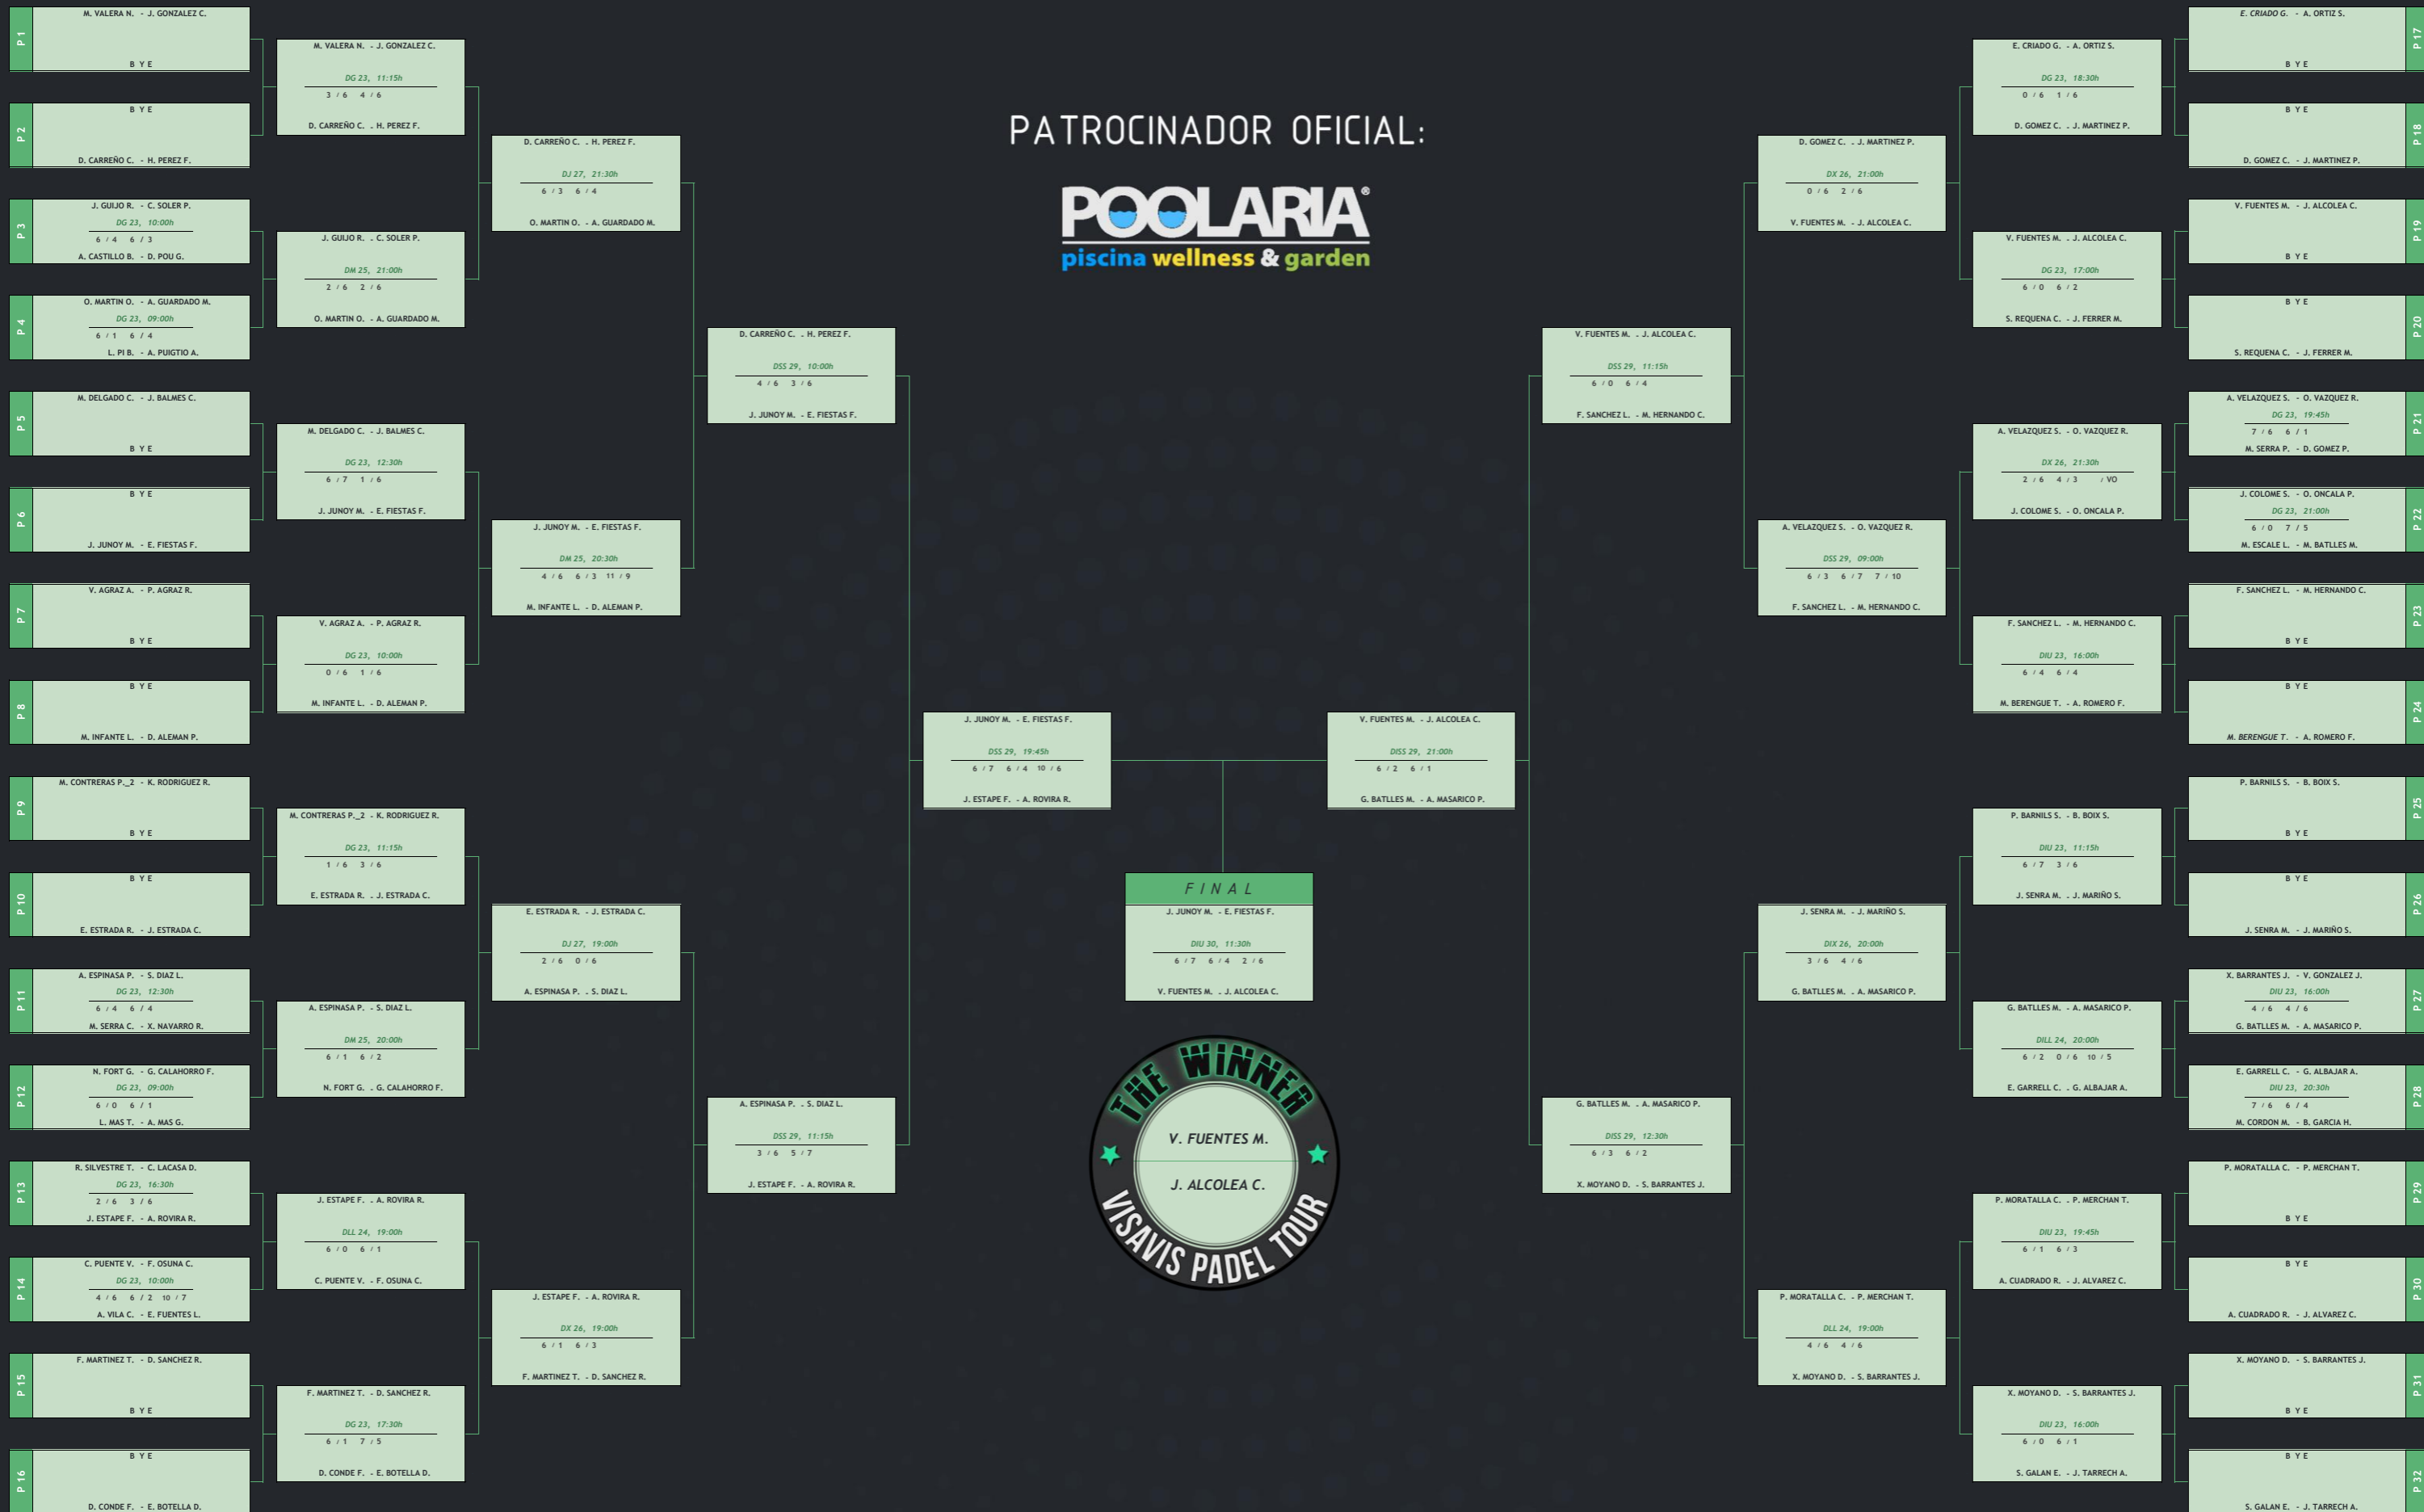 P 1
M. VALERA N. - J. GONZALEZ C.
B Y E
P 2
B Y E
D. CARREÑO C. - H. PEREZ F.
P 3
J. GUIJO R. - C. SOLER P.
DG 23, 10:00h
6 / 4 6 / 3
A. CASTILLO B. - D. POU G.
P 4
O. MARTIN O. - A. GUARDADO M.
DG 23, 09:00h
6 / 1 6 / 4
L. PI B. - A. PUIGTIO A.
P 5
M. DELGADO C. - J. BALMES C.
B Y E
P 6
B Y E
J. JUNOY M. - E. FIESTAS F.
P 7
V. AGRAZ A. - P. AGRAZ R.
B Y E
P 8
B Y E
M. INFANTE L. - D. ALEMAN P.
P 9
M. CONTRERAS P._2 - K. RODRIGUEZ R.
B Y E
P 10
B Y E
E. ESTRADA R. - J. ESTRADA C.
P 11
A. ESPINASA P. - S. DIAZ L.
DG 23, 12:30h
6 / 4 6 / 4
M. SERRA C. - X. NAVARRO R.
P 12
N. FORT G. - G. CALAHORRO F.
DG 23, 09:00h
6 / 0 6 / 1
L. MAS T. - A. MAS G.
P 13
R. SILVESTRE T. - C. LACASA D.
DG 23, 16:30h
2 / 6 3 / 6
J. ESTAPE F. - A. ROVIRA R.
P 14
C. PUENTE V. - F. OSUNA C.
DG 23, 10:00h
4 / 6 6 / 2 10 / 7
A. VILA C. - E. FUENTES L.
P 15
F. MARTINEZ T. - D. SANCHEZ R.
B Y E
P 16
B Y E
D. CONDE F. - E. BOTELLA D.
M. VALERA N. - J. GONZALEZ C.
DG 23, 11:15h
3 / 6 4 / 6
D. CARREÑO C. - H. PEREZ F.
J. GUIJO R. - C. SOLER P.
DM 25, 21:00h
2 / 6 2 / 6
O. MARTIN O. - A. GUARDADO M.
M. DELGADO C. - J. BALMES C.
DG 23, 12:30h
6 / 7 1 / 6
J. JUNOY M. - E. FIESTAS F.
V. AGRAZ A. - P. AGRAZ R.
DG 23, 10:00h
0 / 6 1 / 6
M. INFANTE L. - D. ALEMAN P.
M. CONTRERAS P._2 - K. RODRIGUEZ R.
DG 23, 11:15h
1 / 6 3 / 6
E. ESTRADA R. - J. ESTRADA C.
A. ESPINASA P. - S. DIAZ L.
DM 25, 20:00h
6 / 1 6 / 2
N. FORT G. - G. CALAHORRO F.
J. ESTAPE F. - A. ROVIRA R.
DLL 24, 19:00h
6 / 0 6 / 1
C. PUENTE V. - F. OSUNA C.
F. MARTINEZ T. - D. SANCHEZ R.
DG 23, 17:30h
6 / 1 7 / 5
D. CONDE F. - E. BOTELLA D.
D. CARREÑO C. - H. PEREZ F.
DJ 27, 21:30h
6 / 3 6 / 4
O. MARTIN O. - A. GUARDADO M.
J. JUNOY M. - E. FIESTAS F.
DM 25, 20:30h
4 / 6 6 / 3 11 / 9
M. INFANTE L. - D. ALEMAN P.
E. ESTRADA R. - J. ESTRADA C.
DJ 27, 19:00h
2 / 6 0 / 6
A. ESPINASA P. - S. DIAZ L.
J. ESTAPE F. - A. ROVIRA R.
DX 26, 19:00h
6 / 1 6 / 3
F. MARTINEZ T. - D. SANCHEZ R.
D. CARREÑO C. - H. PEREZ F.
DSS 29, 10:00h
4 / 6 3 / 6
J. JUNOY M. - E. FIESTAS F.
A. ESPINASA P. - S. DIAZ L.
DSS 29, 11:15h
3 / 6 5 / 7
J. ESTAPE F. - A. ROVIRA R.
PATROCINADOR OFICIAL:
POOLARIA®
piscina wellness & garden
J. JUNOY M. - E. FIESTAS F.
DSS 29, 19:45h
6 / 7 6 / 4 10 / 6
J. ESTAPE F. - A. ROVIRA R.
V. FUENTES M. - J. ALCOLEA C.
DISS 29, 21:00h
6 / 2 6 / 1
G. BATLLES M. - A. MASARICO P.
FINAL
J. JUNOY M. - E. FIESTAS F.
DIU 30, 11:30h
6 / 7 6 / 4 2 / 6
V. FUENTES M. - J. ALCOLEA C.
THE WINNER
V. FUENTES M.
J. ALCOLEA C.
VISAVIS PADEL TOUR
V. FUENTES M. - J. ALCOLEA C.
DSS 29, 11:15h
6 / 0 6 / 4
F. SANCHEZ L. - M. HERNANDO C.
G. BATLLES M. - A. MASARICO P.
DISS 29, 12:30h
6 / 3 6 / 2
X. MOYANO D. - S. BARRANTES J.
D. GOMEZ C. - J. MARTINEZ P.
DX 26, 21:00h
0 / 6 2 / 6
V. FUENTES M. - J. ALCOLEA C.
A. VELAZQUEZ S. - O. VAZQUEZ R.
DSS 29, 09:00h
6 / 3 6 / 7 7 / 10
F. SANCHEZ L. - M. HERNANDO C.
J. SENRA M. - J. MARIÑO S.
DIX 26, 20:00h
3 / 6 4 / 6
G. BATLLES M. - A. MASARICO P.
P. MORATALLA C. - P. MERCHAN T.
DLL 24, 19:00h
4 / 6 4 / 6
X. MOYANO D. - S. BARRANTES J.
E. CRIADO G. - A. ORTIZ S.
DG 23, 18:30h
0 / 6 1 / 6
D. GOMEZ C. - J. MARTINEZ P.
V. FUENTES M. - J. ALCOLEA C.
DG 23, 17:00h
6 / 0 6 / 2
S. REQUENA C. - J. FERRER M.
A. VELAZQUEZ S. - O. VAZQUEZ R.
DX 26, 21:30h
2 / 6 4 / 3 / VO
J. COLOME S. - O. ONCALA P.
F. SANCHEZ L. - M. HERNANDO C.
DIU 23, 16:00h
6 / 4 6 / 4
M. BERENGUE T. - A. ROMERO F.
P. BARNILS S. - B. BOIX S.
DIU 23, 11:15h
6 / 7 3 / 6
J. SENRA M. - J. MARIÑO S.
G. BATLLES M. - A. MASARICO P.
DILL 24, 20:00h
6 / 2 0 / 6 10 / 5
E. GARRELL C. - G. ALBAJAR A.
P. MORATALLA C. - P. MERCHAN T.
DIU 23, 19:45h
6 / 1 6 / 3
A. CUADRADO R. - J. ALVAREZ C.
X. MOYANO D. - S. BARRANTES J.
DIU 23, 16:00h
6 / 0 6 / 1
S. GALAN E. - J. TARRECH A.
E. CRIADO G. - A. ORTIZ S.
B Y E
P 17
B Y E
D. GOMEZ C. - J. MARTINEZ P.
P 18
V. FUENTES M. - J. ALCOLEA C.
B Y E
P 19
B Y E
S. REQUENA C. - J. FERRER M.
P 20
A. VELAZQUEZ S. - O. VAZQUEZ R.
DG 23, 19:45h
7 / 6 6 / 1
M. SERRA P. - D. GOMEZ P.
P 21
J. COLOME S. - O. ONCALA P.
DG 23, 21:00h
6 / 0 7 / 5
M. ESCALE L. - M. BATLLES M.
P 22
F. SANCHEZ L. - M. HERNANDO C.
B Y E
P 23
B Y E
M. BERENGUE T. - A. ROMERO F.
P 24
P. BARNILS S. - B. BOIX S.
B Y E
P 25
B Y E
J. SENRA M. - J. MARIÑO S.
P 26
X. BARRANTES J. - V. GONZALEZ J.
DIU 23, 16:00h
4 / 6 4 / 6
G. BATLLES M. - A. MASARICO P.
P 27
E. GARRELL C. - G. ALBAJAR A.
DIU 23, 20:30h
7 / 6 6 / 4
M. CORDON M. - B. GARCIA H.
P 28
P. MORATALLA C. - P. MERCHAN T.
B Y E
P 29
B Y E
A. CUADRADO R. - J. ALVAREZ C.
P 30
X. MOYANO D. - S. BARRANTES J.
B Y E
P 31
B Y E
S. GALAN E. - J. TARRECH A.
P 32